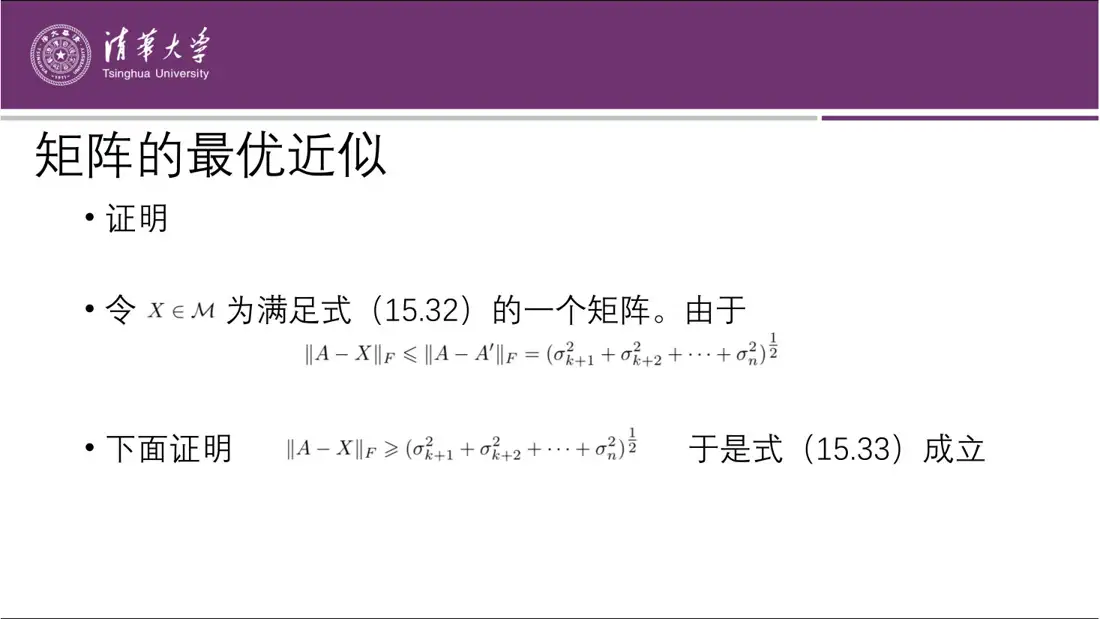 清华大学
Tsinghua University
矩阵的最优近似
• 证明
• 令 X ∈ ℳ 为满足式（15.32）的一个矩阵。由于
‖A − X‖_F ⩽ ‖A − A′‖_F = (σ²_{k+1} + σ²_{k+2} + ··· + σ²_n)^{1/2}
• 下面证明 ‖A − X‖_F ⩾ (σ²_{k+1} + σ²_{k+2} + ··· + σ²_n)^{1/2} 于是式（15.33）成立